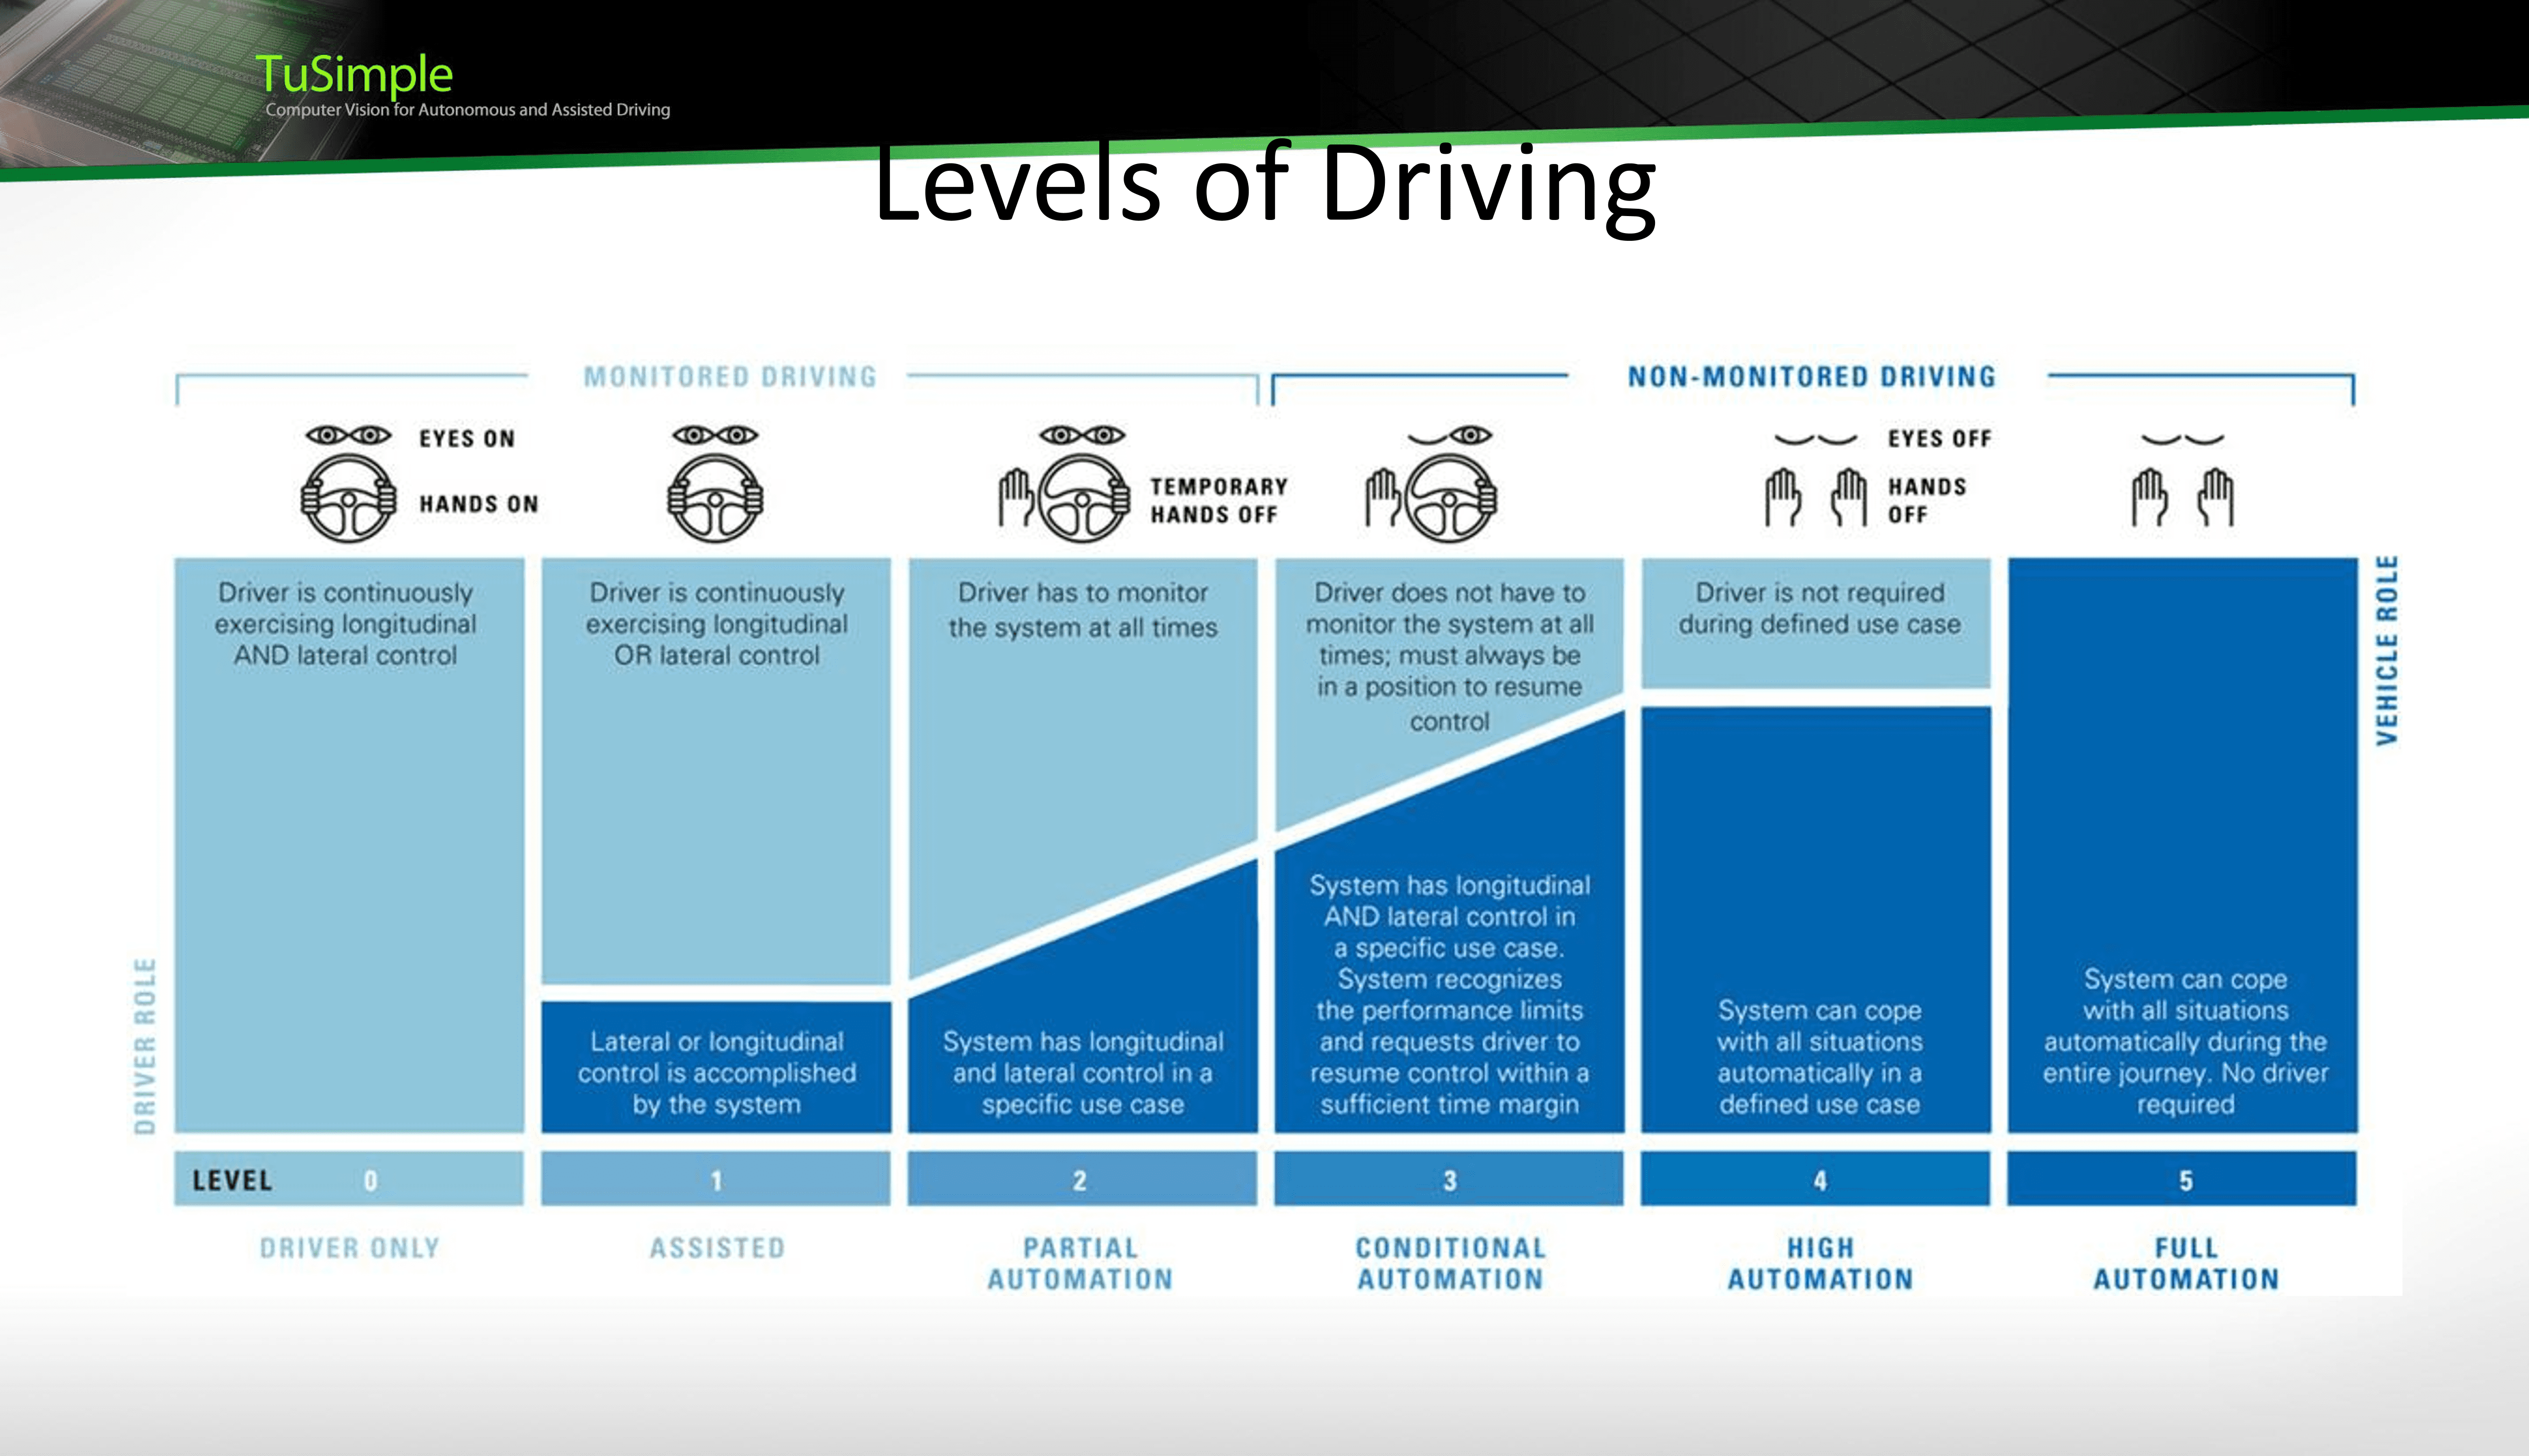 TuSimple
Computer Vision for Autonomous and Assisted Driving
Levels of Driving
MONITORED DRIVING
NON-MONITORED DRIVING
EYES ON
HANDS ON
TEMPORARY
HANDS OFF
EYES OFF
HANDS
OFF
DRIVER ROLE
Driver is continuously
exercising longitudinal
AND lateral control
Driver is continuously
exercising longitudinal
OR lateral control
Lateral or longitudinal
control is accomplished
by the system
Driver has to monitor
the system at all times
System has longitudinal
and lateral control in a
specific use case
Driver does not have to
monitor the system at all
times; must always be
in a position to resume
control
System has longitudinal
AND lateral control in
a specific use case.
System recognizes
the performance limits
and requests driver to
resume control within a
sufficient time margin
Driver is not required
during defined use case
System can cope
with all situations
automatically in a
defined use case
System can cope
with all situations
automatically during the
entire journey. No driver
required
VEHICLE ROLE
LEVEL 0
1
2
3
4
5
DRIVER ONLY
ASSISTED
PARTIAL
AUTOMATION
CONDITIONAL
AUTOMATION
HIGH
AUTOMATION
FULL
AUTOMATION